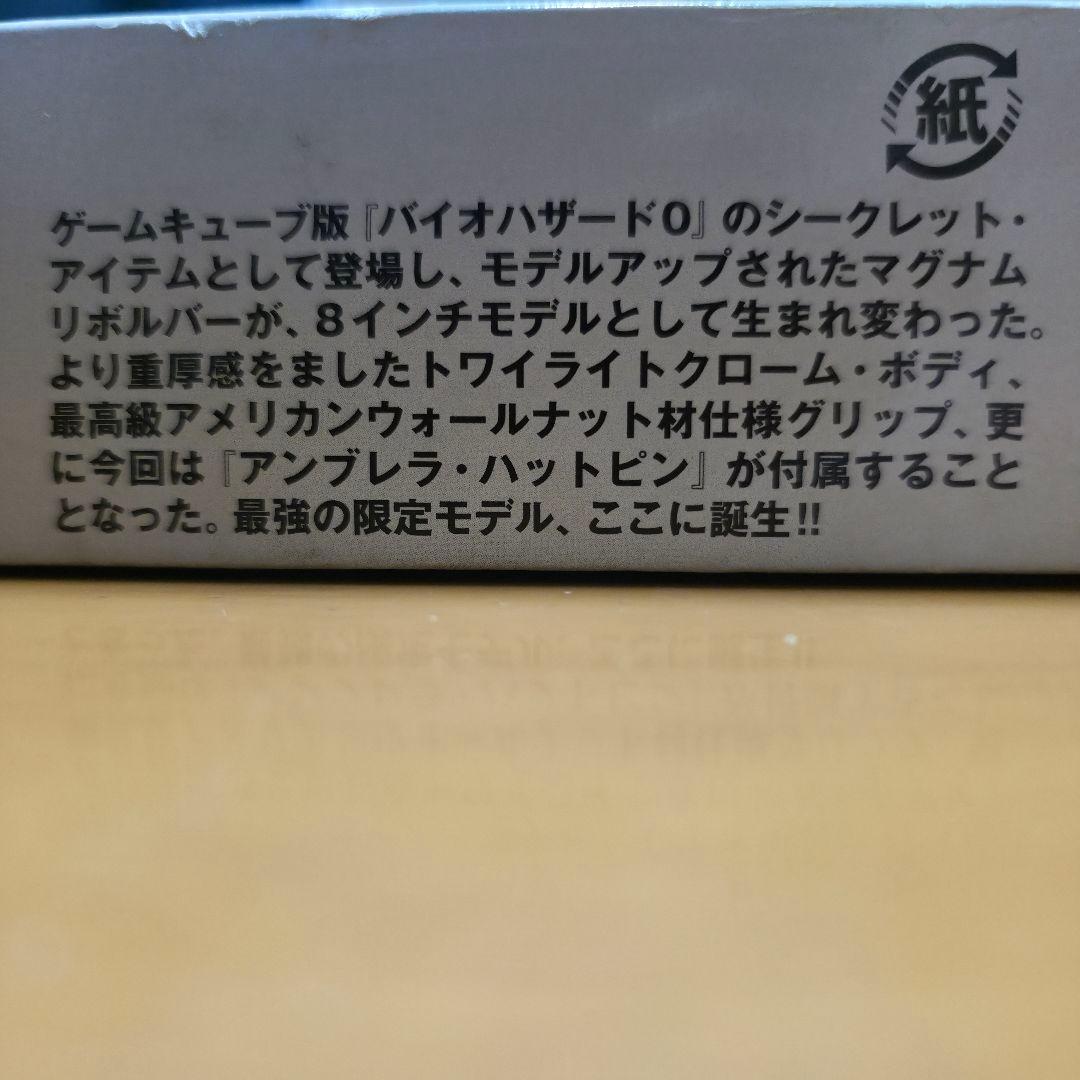 紙
ゲームキューブ版『バイオハザード0』のシークレット・
アイテムとして登場し、モデルアップされたマグナム
リボルバーが、8インチモデルとして生まれ変わった。
より重厚感をましたトワイライトクローム・ボディ、
最高級アメリカンウォールナット材仕様グリップ、更
に今回は『アンブレラ・ハットピン』が付属すること
となった。最強の限定モデル、ここに誕生!!